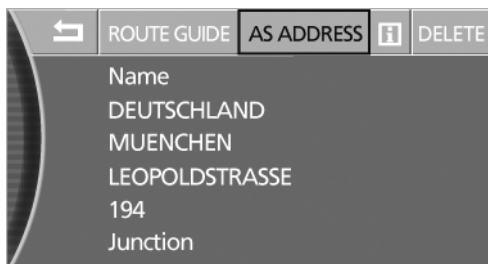 ROUTE GUIDE AS ADDRESS i DELETE
Name
DEUTSCHLAND
MUENCHEN
LEOPOLDSTRASSE
194
Junction